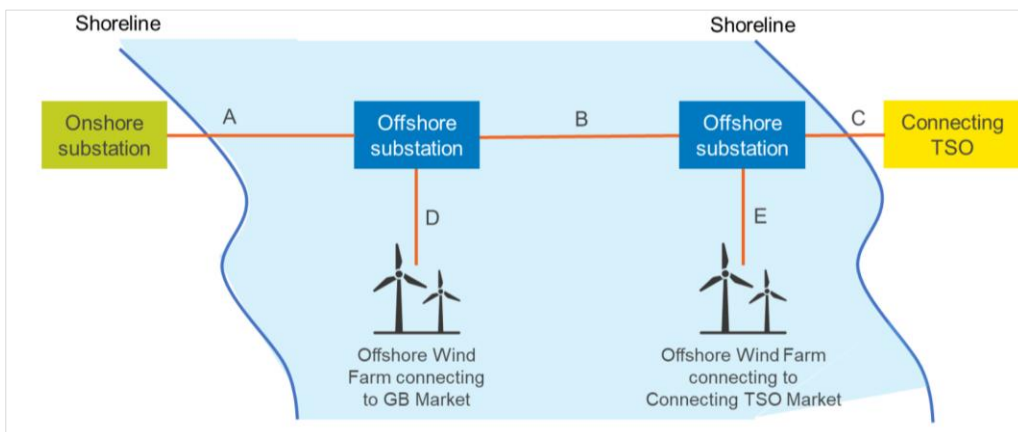 Shoreline
Shoreline
A
B
C
Onshore
substation
Offshore
substation
Offshore
substation
Connecting
TSO
D
E
Offshore Wind
Farm connecting
to GB Market
Offshore Wind Farm
connecting to
Connecting TSO Market